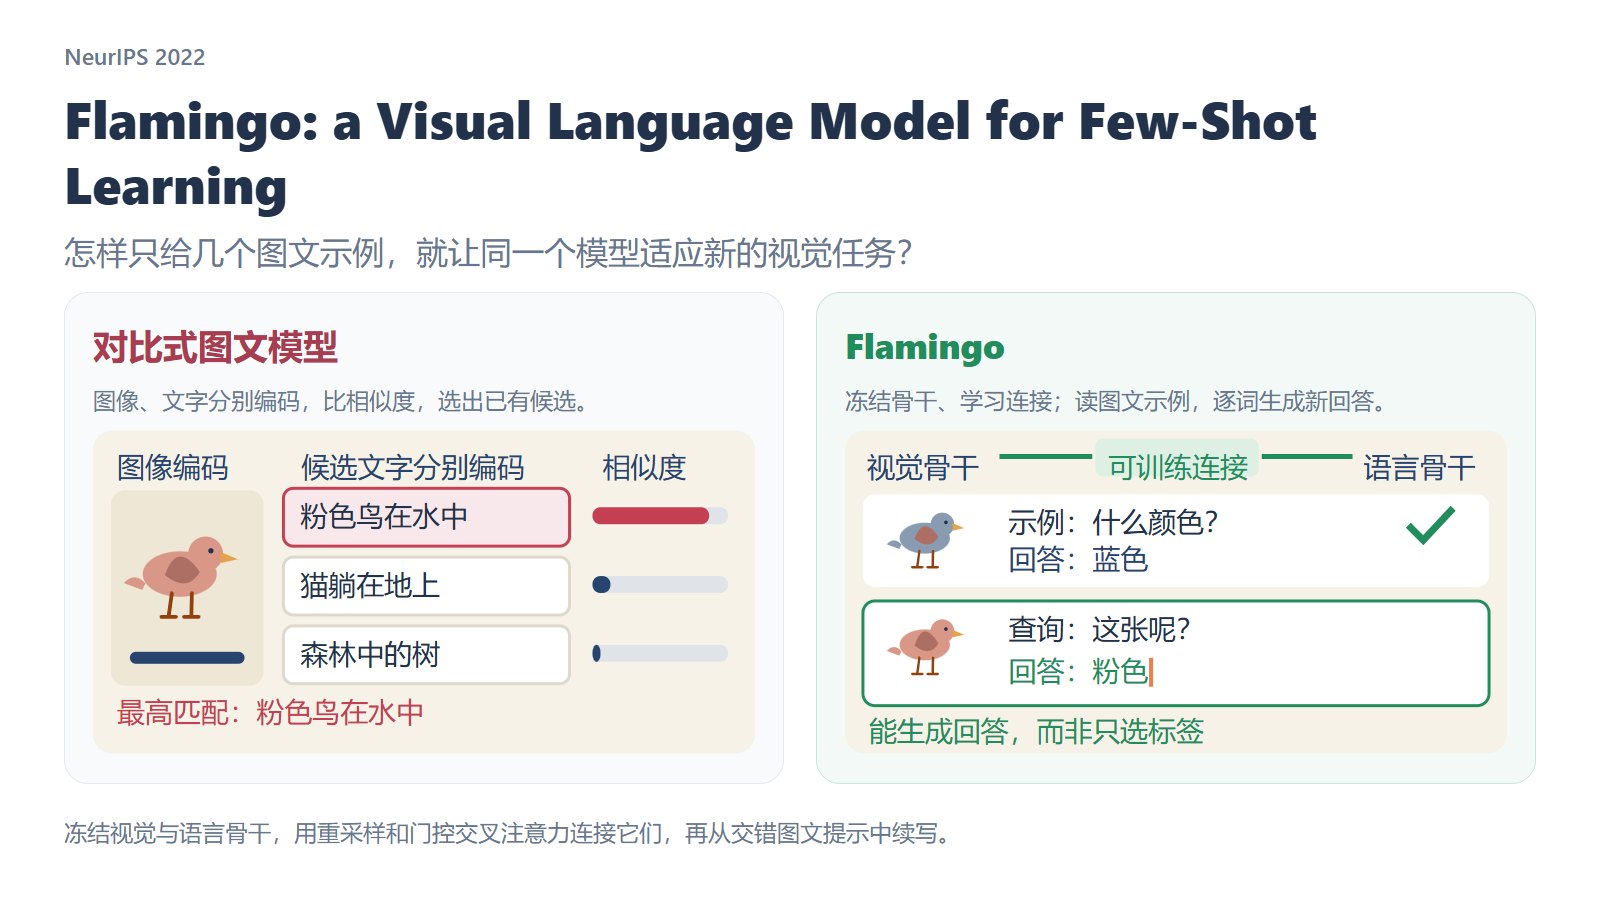 NeurIPS 2022
Flamingo: a Visual Language Model for Few-Shot
Learning
怎样只给几个图文示例，就让同一个模型适应新的视觉任务？
对比式图文模型
图像、文字分别编码，比相似度，选出已有候选。
图像编码
候选文字分别编码
相似度
粉色鸟在水中
猫躺在地上
森林中的树
最高匹配：粉色鸟在水中
Flamingo
冻结骨干、学习连接；读图文示例，逐词生成新回答。
视觉骨干
可训练连接
语言骨干
示例：什么颜色？
回答：蓝色
查询：这张呢？
回答：粉色
能生成回答，而非只选标签
冻结视觉与语言骨干，用重采样和门控交叉注意力连接它们，再从交错图文提示中续写。